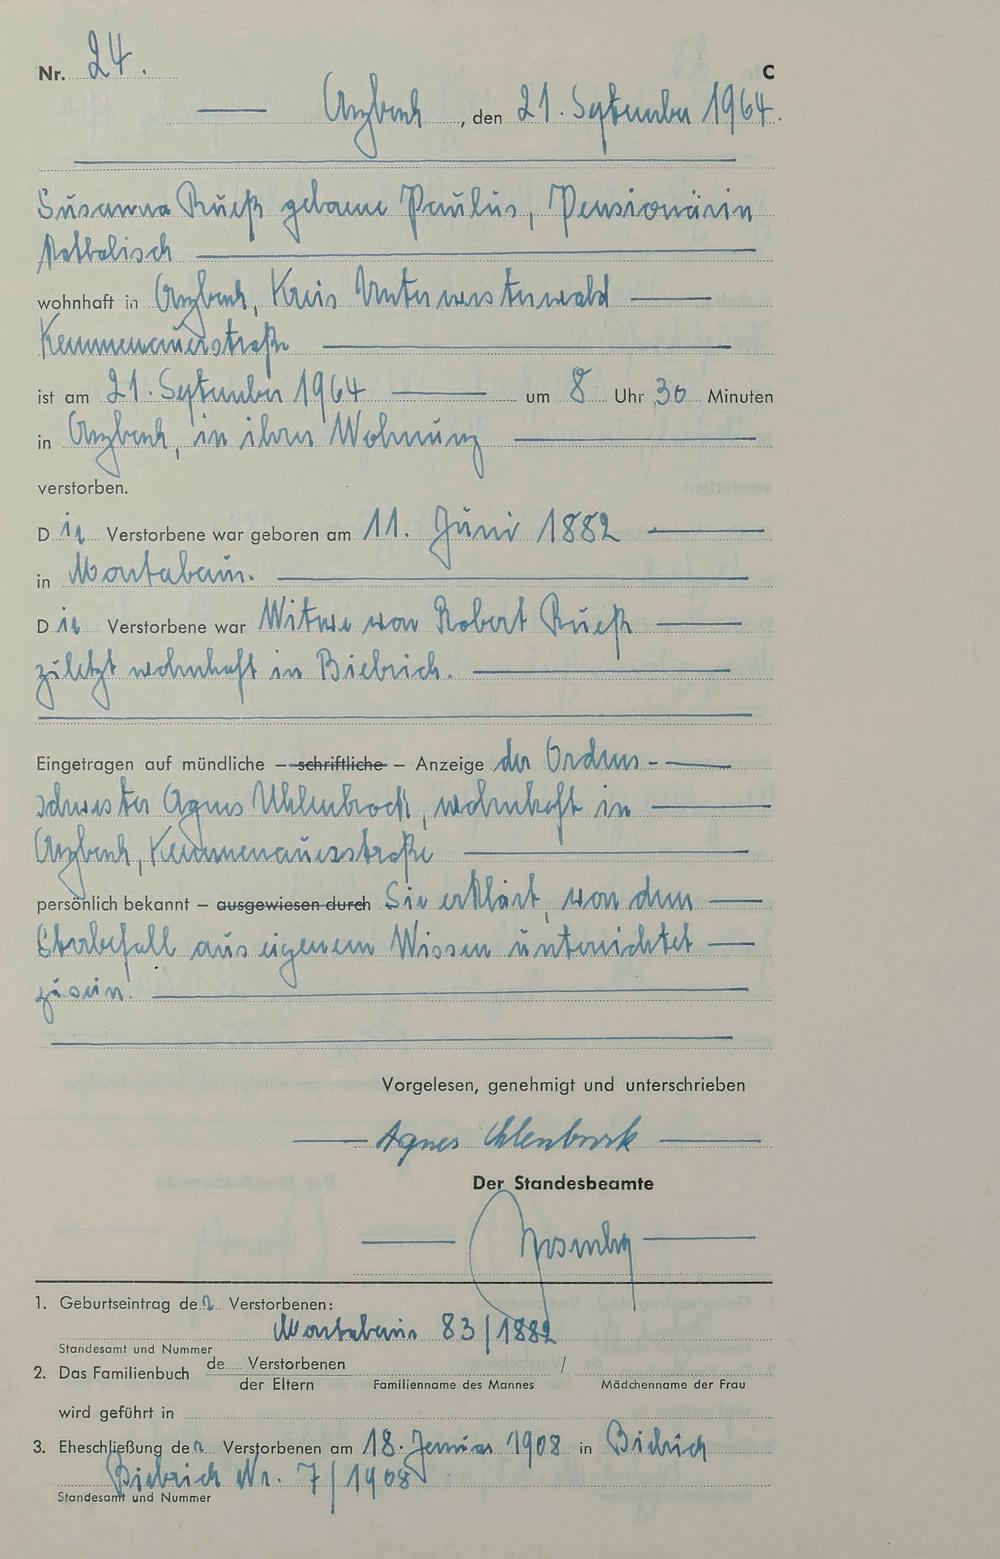 Nr. 24.
C
Arzbach, den 21. September 1964.
Susanna Rueß geborene Paulus, Pensionärin
Katholisch
wohnhaft in Arzbach, Kreis Unterwesterwald
Kemmenauerstraße
ist am 21. September 1964 um 8 Uhr 30 Minuten
in Arzbach, in ihrer Wohnung
verstorben.
Die Verstorbene war geboren am 11. Juni 1882
in Montabaur.
Die Verstorbene war Witwe von Robert Rueß
zuletzt wohnhaft in Biebrich.
Eingetragen auf mündliche – schriftliche – Anzeige der Ordens-
schwester Agnes Uhlenbrock, wohnhaft in
Arzbach, Kemmenauerstraße
persönlich bekannt – ausgewiesen durch Sie erklärt, von dem
Sterbefall aus eigenem Wissen unterrichtet
zu sein.
Vorgelesen, genehmigt und unterschrieben
Agnes Uhlenbrock
Der Standesbeamte
1. Geburtseintrag der Verstorbenen:
Montabaur 83/1882
Standesamt und Nummer
2. Das Familienbuch de Verstorbenen /
der Eltern Familienname des Mannes Mädchenname der Frau
wird geführt in
3. Eheschließung der Verstorbenen am 18. Januar 1908 in Biebrich
Biebrich Nr. 7/1908
Standesamt und Nummer